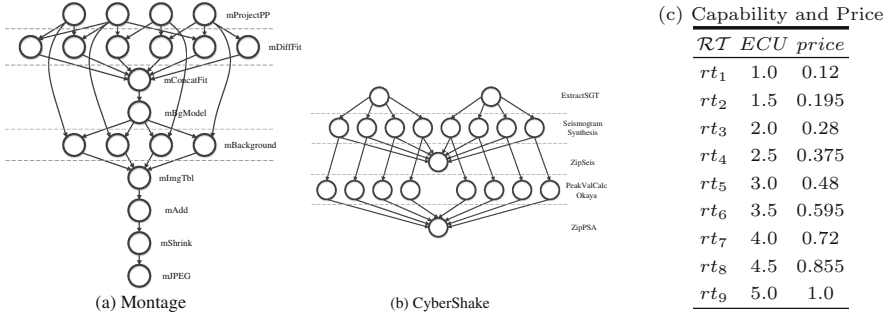 mProjectPP
mDiffFit
mConcatFit
mBgModel
mBackground
mImgTbl
mAdd
mShrink
mJPEG
(a) Montage
ExtractSGT
Seismogram
Synthesis
ZipSeis
PeakValCalc
Okaya
ZipPSA
(b) CyberShake
(c) Capability and Price
RT ECU price
rt1 1.0 0.12
rt2 1.5 0.195
rt3 2.0 0.28
rt4 2.5 0.375
rt5 3.0 0.48
rt6 3.5 0.595
rt7 4.0 0.72
rt8 4.5 0.855
rt9 5.0 1.0